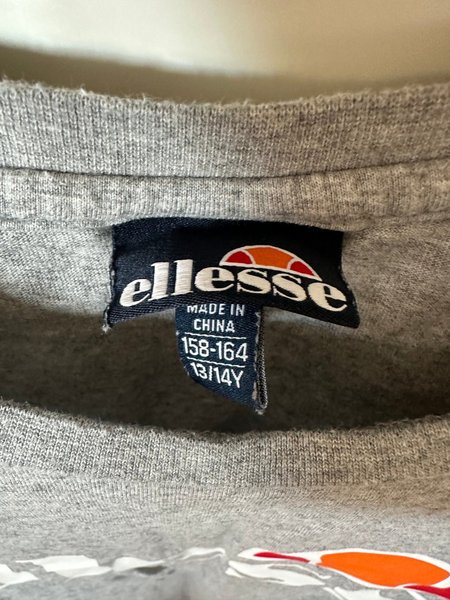 ellesse
MADE IN
CHINA
158-164
13/14Y